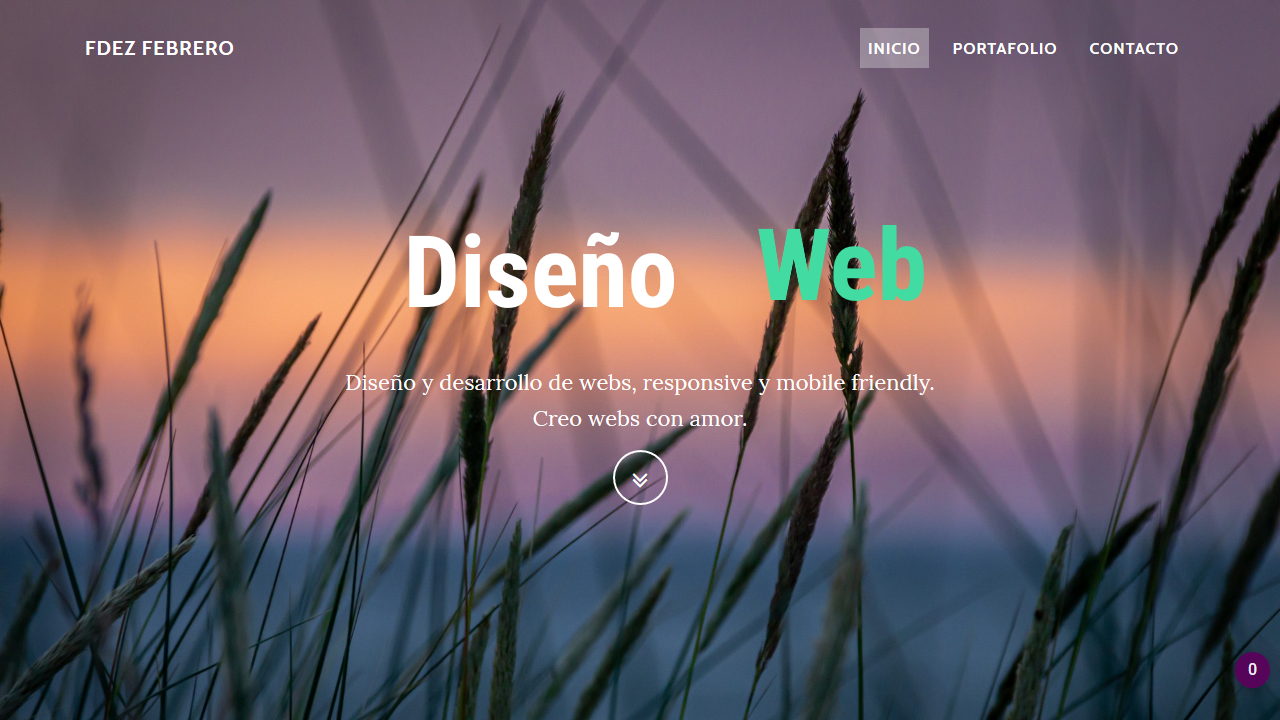 FDEZ FEBRERO
INICIO PORTAFOLIO CONTACTO
Diseño Web
Diseño y desarrollo de webs, responsive y mobile friendly.
Creo webs con amor.
0